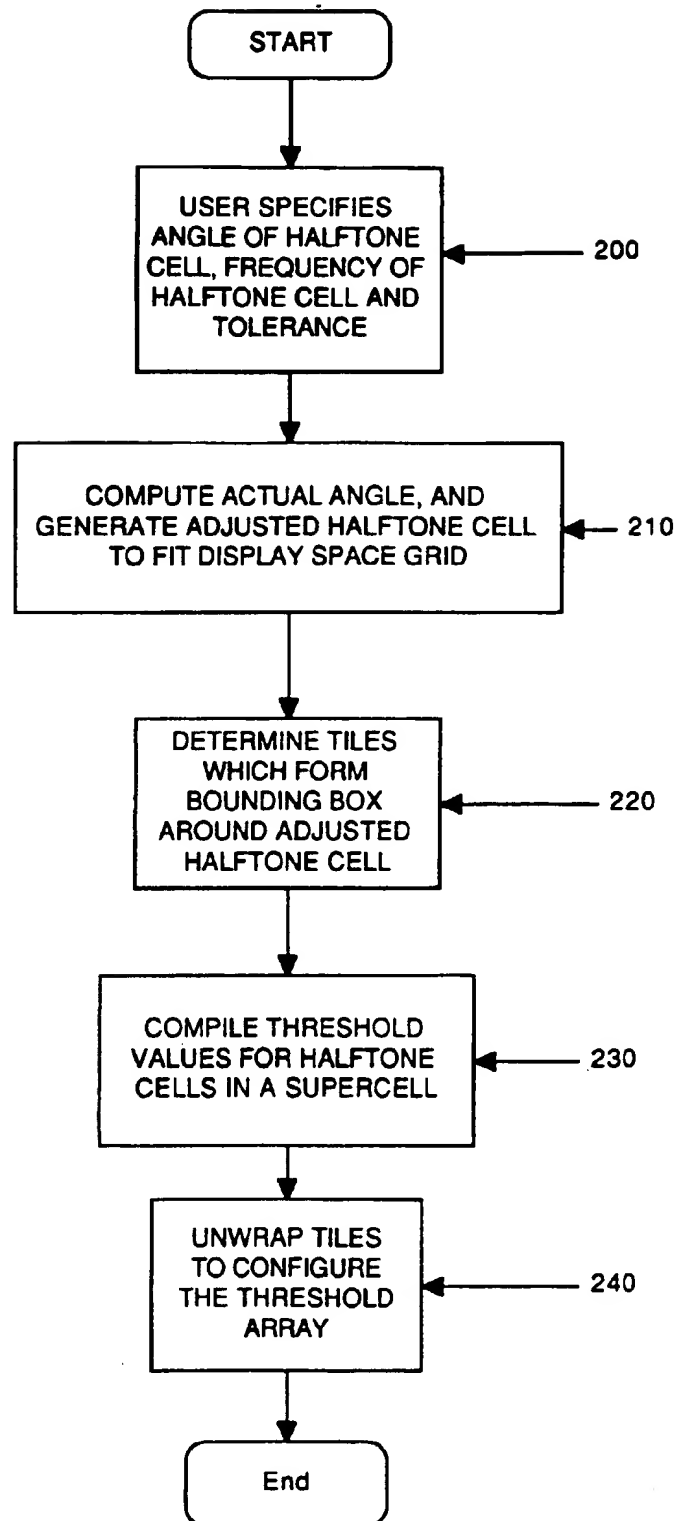 START
USER SPECIFIES
ANGLE OF HALFTONE
CELL, FREQUENCY OF
HALFTONE CELL AND
TOLERANCE
200
COMPUTE ACTUAL ANGLE, AND
GENERATE ADJUSTED HALFTONE CELL
TO FIT DISPLAY SPACE GRID
210
DETERMINE TILES
WHICH FORM
BOUNDING BOX
AROUND ADJUSTED
HALFTONE CELL
220
COMPILE THRESHOLD
VALUES FOR HALFTONE
CELLS IN A SUPERCELL
230
UNWRAP TILES
TO CONFIGURE
THE THRESHOLD
ARRAY
240
End